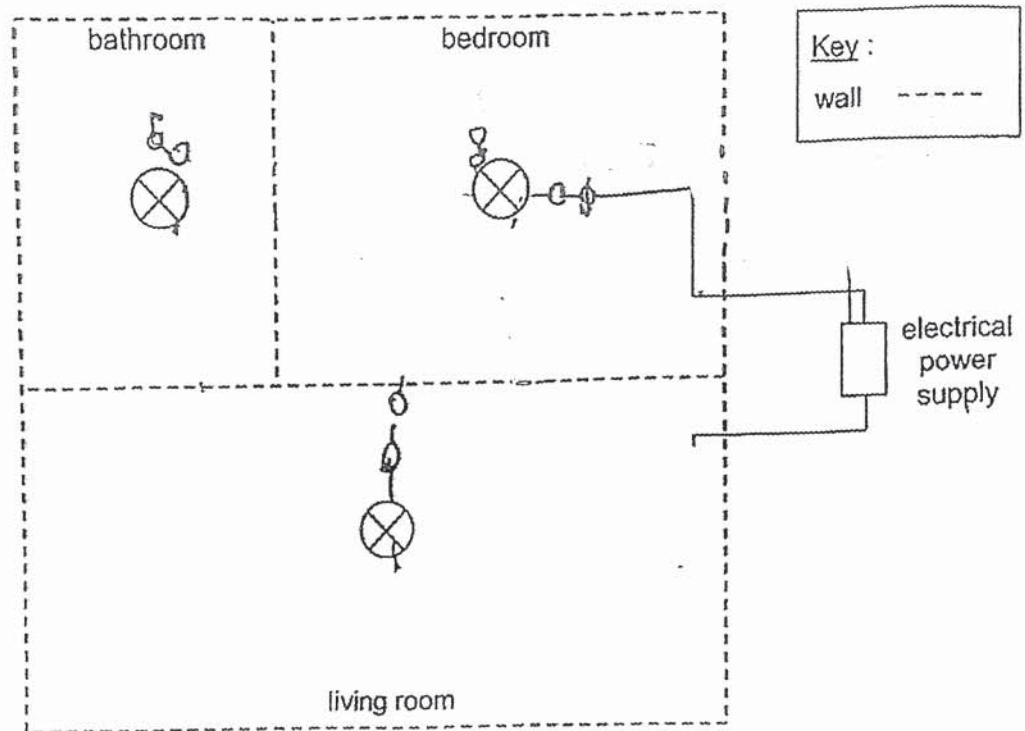 bathroom
bedroom
Key :
wall
electrical
power
supply
living room